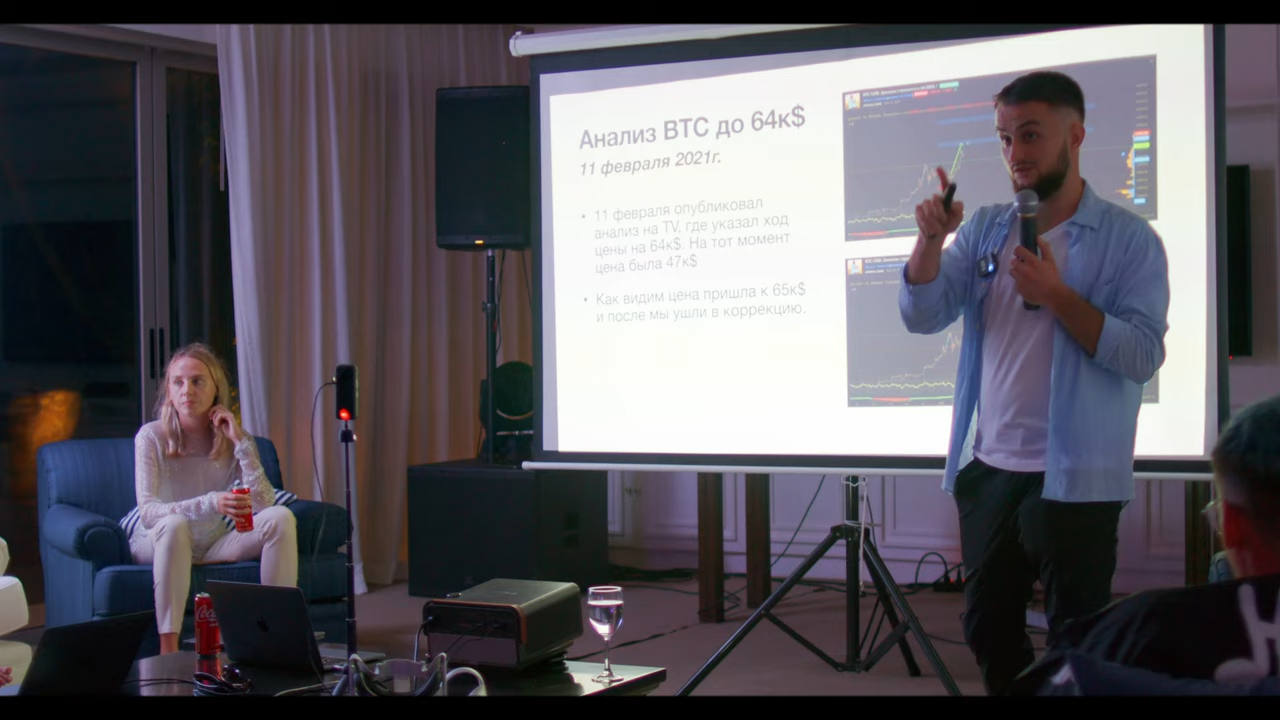 Анализ BTC до 64к$
11 февраля 2021г.
• 11 февраля опубликовал
анализ на TV, где указал ход
цены на 64к$. На тот момент
цена была 47к$
• Как видим цена пришла к 65к$
и после мы ушли в коррекцию.